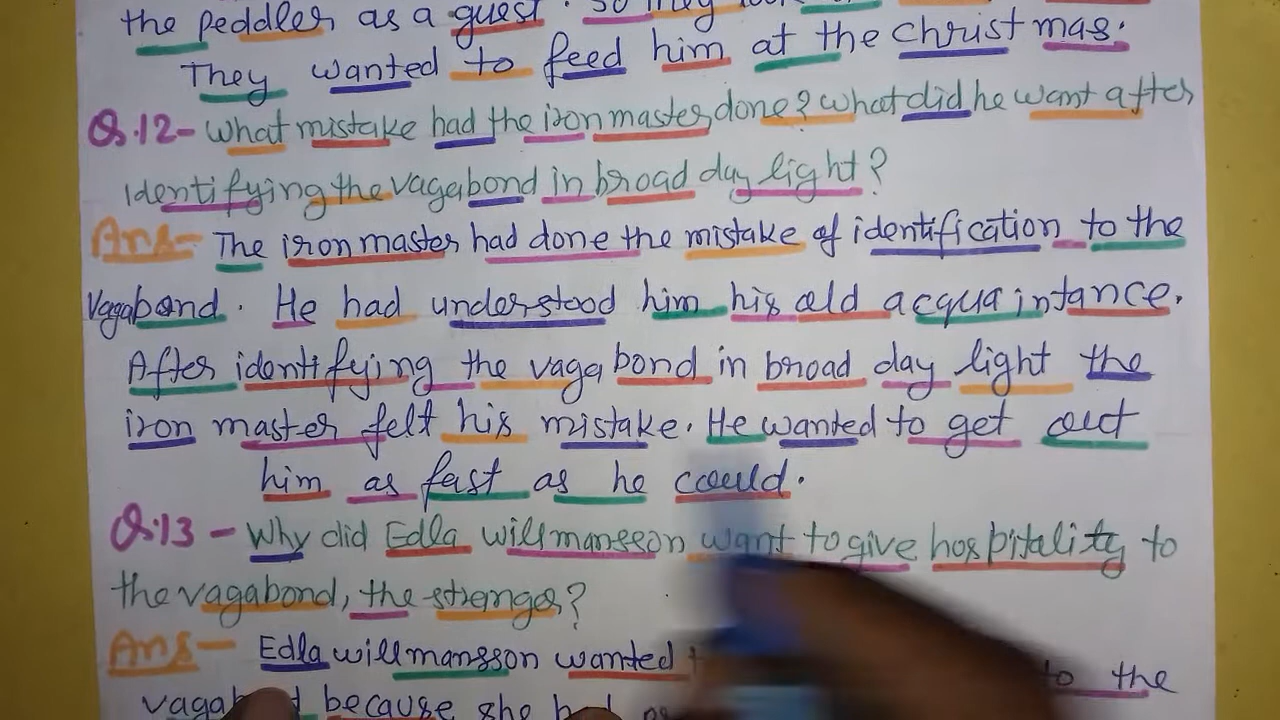 the peddler as a guest. So they
They wanted to feed him at the christmas.
Q.12- What mistake had the iron master done? What did he want after
identifying the vagabond in broad day light?
Ans- The iron master had done the mistake of identification to the
vagabond. He had understood him his old acquaintance.
After identifying the vagabond in broad day light the
iron master felt his mistake. He wanted to get out
him as fast as he could.
Q.13- Why did Edla willmansson want to give hospitality to
the vagabond, the strenger?
Ans- Edla willmansson wanted to the
because she